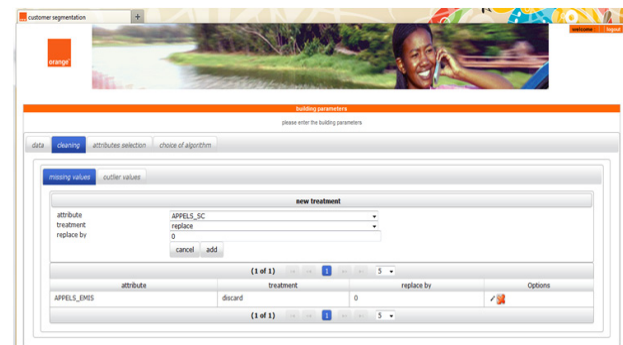 customer segmentation +
welcome logout
orange
building parameters
please enter the building parameters
data cleaning attributes selection choice of algorithm
missing values outlier values
new treatment
attribute APPELS_SC
treatment replace
replace by 0
cancel add
(1 of 1) 1 5
attribute treatment replace by Options
APPELS_EMIS discard 0
(1 of 1) 1 5